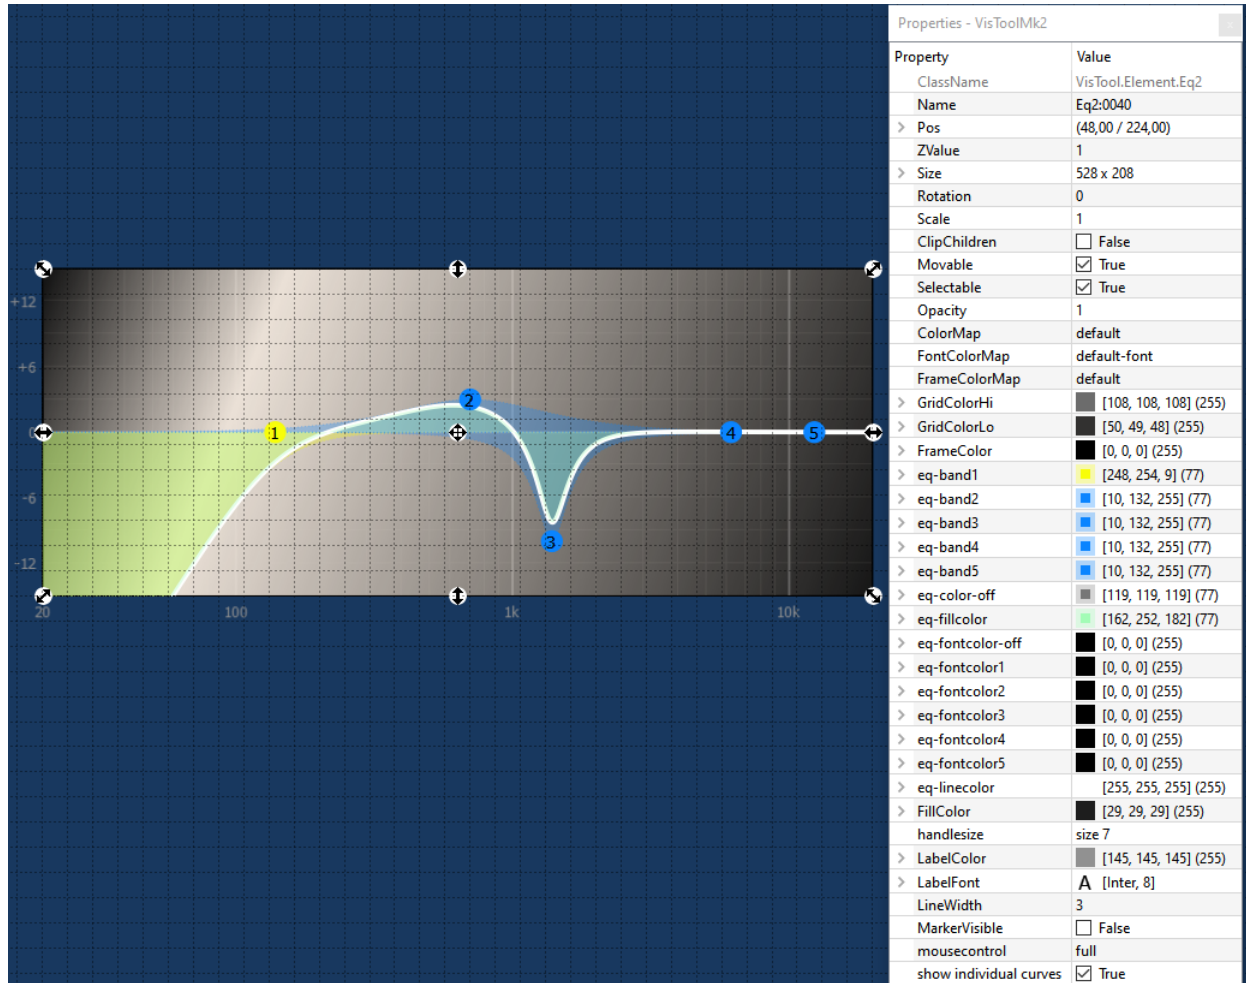 Properties - VisToolMk2
x
Property Value
ClassName VisTool.Element.Eq2
Name Eq2:0040
Pos (48,00 / 224,00)
ZValue 1
Size 528 x 208
Rotation 0
Scale 1
ClipChildren False
Movable True
Selectable True
Opacity 1
ColorMap default
FontColorMap default-font
FrameColorMap default
GridColorHi [108, 108, 108] (255)
GridColorLo [50, 49, 48] (255)
FrameColor [0, 0, 0] (255)
eq-band1 [248, 254, 9] (77)
eq-band2 [10, 132, 255] (77)
eq-band3 [10, 132, 255] (77)
eq-band4 [10, 132, 255] (77)
eq-band5 [10, 132, 255] (77)
eq-color-off [119, 119, 119] (77)
eq-fillcolor [162, 252, 182] (77)
eq-fontcolor-off [0, 0, 0] (255)
eq-fontcolor1 [0, 0, 0] (255)
eq-fontcolor2 [0, 0, 0] (255)
eq-fontcolor3 [0, 0, 0] (255)
eq-fontcolor4 [0, 0, 0] (255)
eq-fontcolor5 [0, 0, 0] (255)
eq-linecolor [255, 255, 255] (255)
FillColor [29, 29, 29] (255)
handlesize size 7
LabelColor [145, 145, 145] (255)
LabelFont A [Inter, 8]
LineWidth 3
MarkerVisible False
mousecontrol full
show individual curves True
+12
+6
-6
-12
20 100 1k 10k
1
2
3
4
5